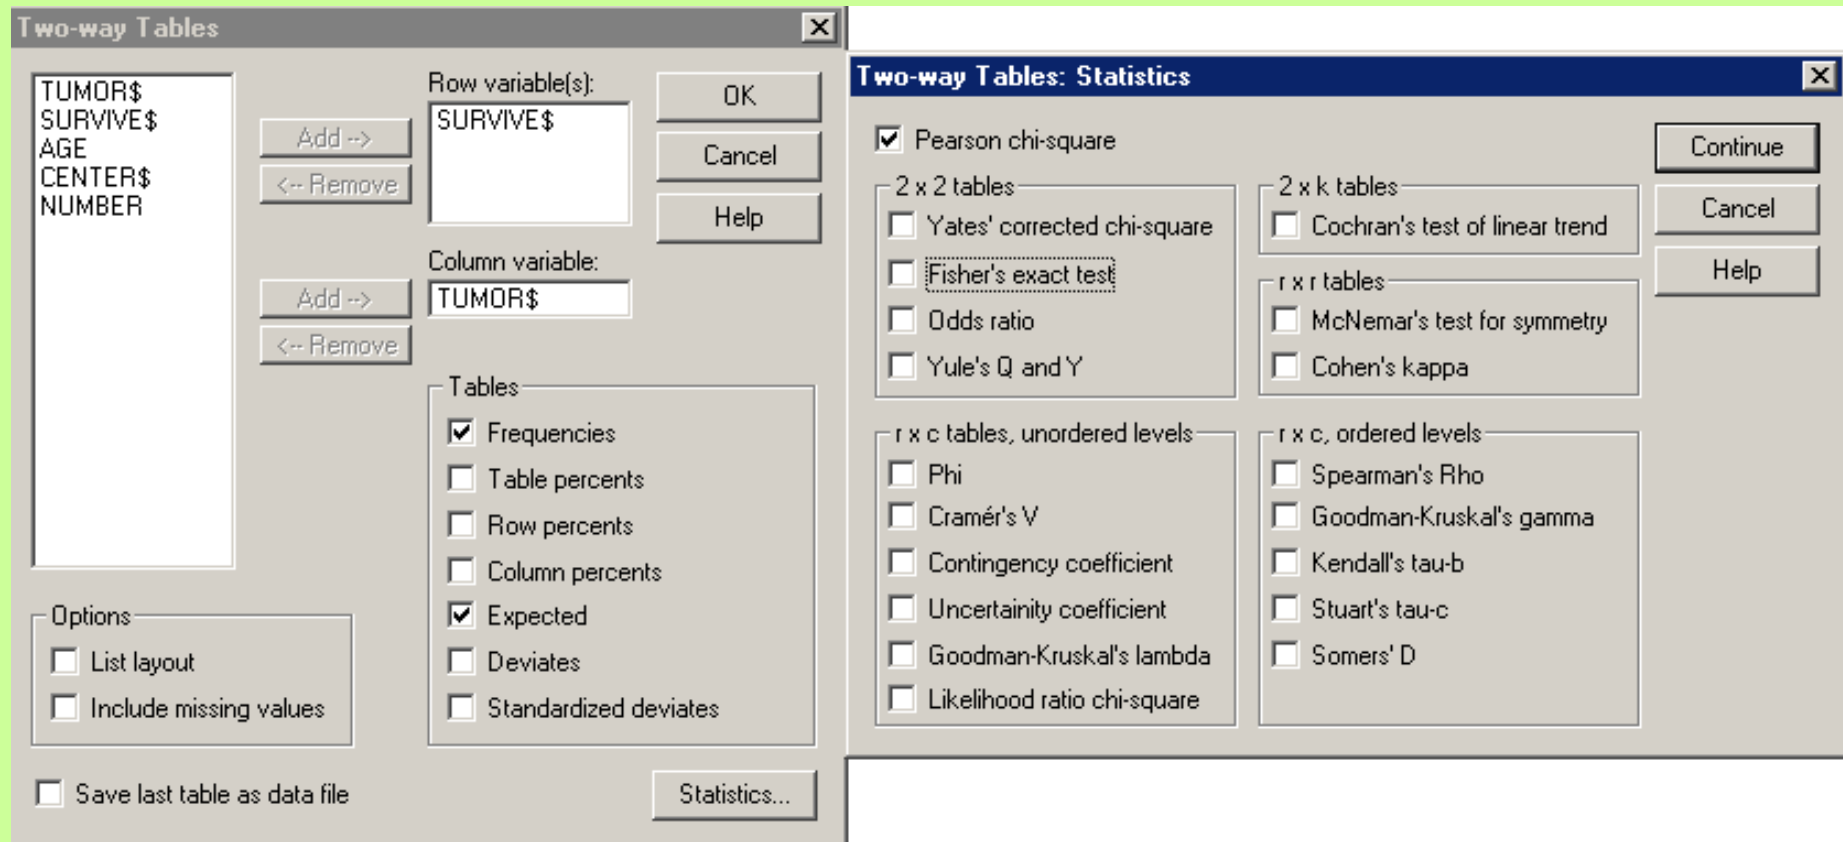 Two-way Tables
TUMOR$
SURVIVE$
AGE
CENTER$
NUMBER
Add -->
<-- Remove
Row variable(s):
SURVIVE$
OK
Cancel
Help
Add -->
<-- Remove
Column variable:
TUMOR$
Tables
Frequencies
Table percents
Row percents
Column percents
Expected
Deviates
Standardized deviates
Options
List layout
Include missing values
Save last table as data file
Statistics...
Two-way Tables: Statistics
Pearson chi-square
Continue
Cancel
Help
2 x 2 tables
Yates' corrected chi-square
Fisher's exact test
Odds ratio
Yule's Q and Y
2 x k tables
Cochran's test of linear trend
r x r tables
McNemar's test for symmetry
Cohen's kappa
r x c tables, unordered levels
Phi
Cramér's V
Contingency coefficient
Uncertainity coefficient
Goodman-Kruskal's lambda
Likelihood ratio chi-square
r x c, ordered levels
Spearman's Rho
Goodman-Kruskal's gamma
Kendall's tau-b
Stuart's tau-c
Somers' D